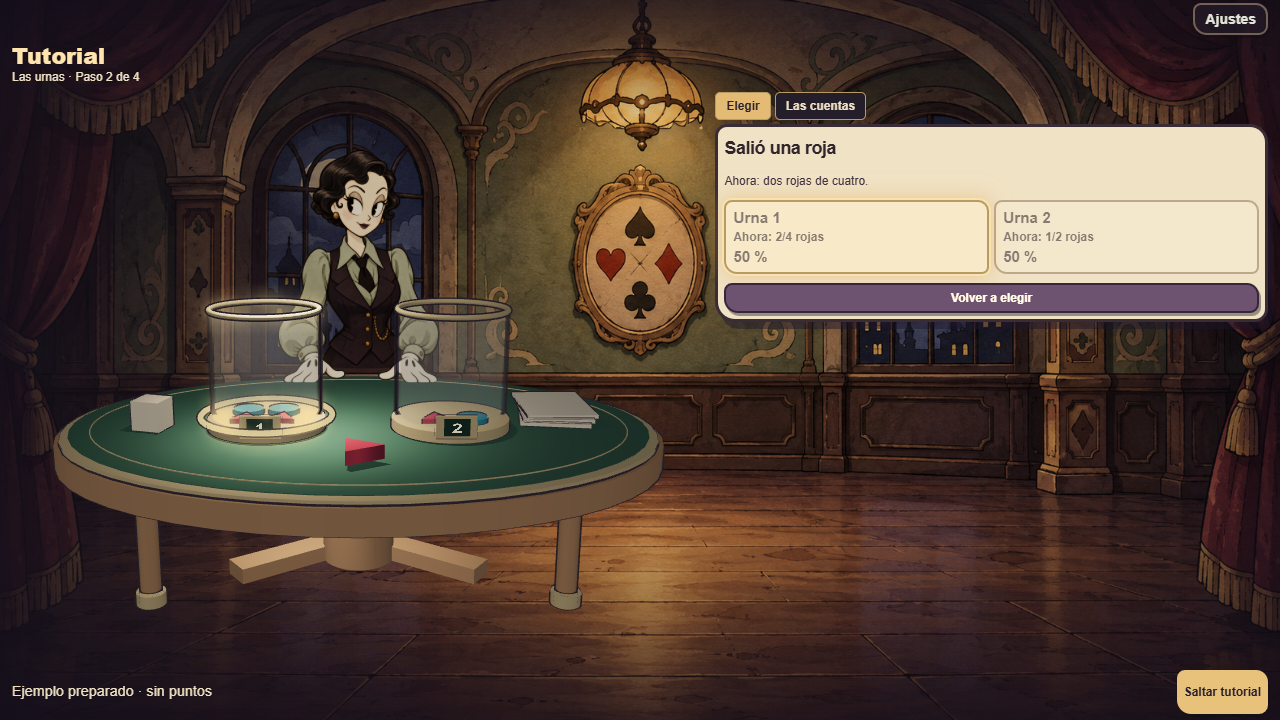 Ajustes
Tutorial
Las urnas · Paso 2 de 4
Elegir
Las cuentas
Salió una roja
Ahora: dos rojas de cuatro.
Urna 1
Ahora: 2/4 rojas
50 %
Urna 2
Ahora: 1/2 rojas
50 %
Volver a elegir
1
2
Ejemplo preparado · sin puntos
Saltar tutorial